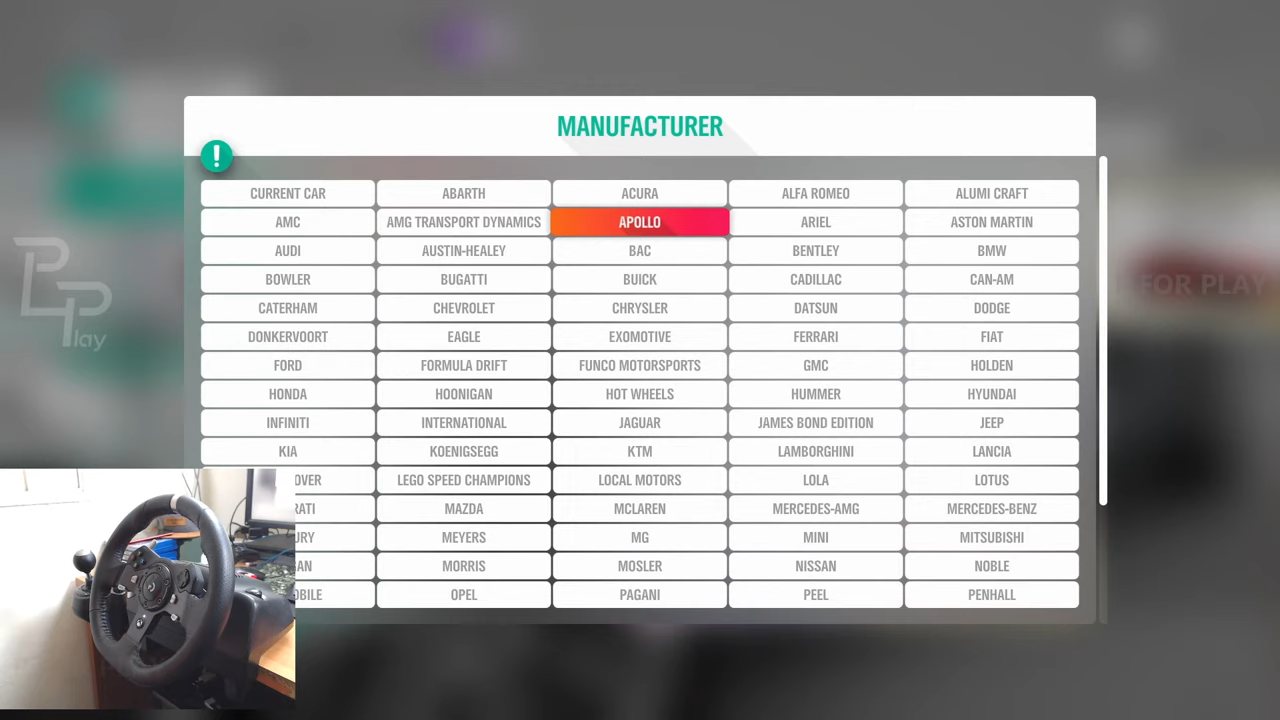 MANUFACTURER
!
CURRENT CAR ABARTH ACURA ALFA ROMEO ALUMI CRAFT
AMC AMG TRANSPORT DYNAMICS APOLLO ARIEL ASTON MARTIN
AUDI AUSTIN-HEALEY BAC BENTLEY BMW
BOWLER BUGATTI BUICK CADILLAC CAN-AM
CATERHAM CHEVROLET CHRYSLER DATSUN DODGE
DONKERVOORT EAGLE EXOMOTIVE FERRARI FIAT
FORD FORMULA DRIFT FUNCO MOTORSPORTS GMC HOLDEN
HONDA HOONIGAN HOT WHEELS HUMMER HYUNDAI
INFINITI INTERNATIONAL JAGUAR JAMES BOND EDITION JEEP
KIA KOENIGSEGG KTM LAMBORGHINI LANCIA
OVER LEGO SPEED CHAMPIONS LOCAL MOTORS LOLA LOTUS
RATI MAZDA MCLAREN MERCEDES-AMG MERCEDES-BENZ
URY MEYERS MG MINI MITSUBISHI
AN MORRIS MOSLER NISSAN NOBLE
OBILE OPEL PAGANI PEEL PENHALL
PLPlay
FOR PLAY